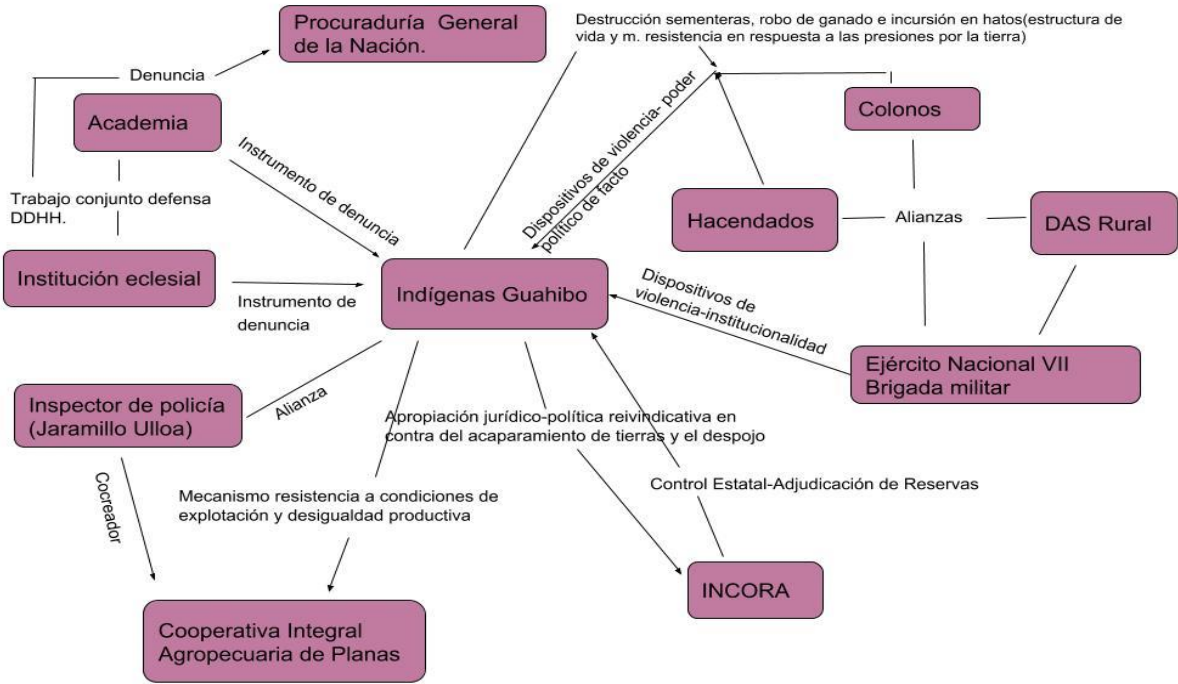 Procuraduría General
de la Nación.
Destrucción sementeras, robo de ganado e incursión en hatos(estructura de
vida y m. resistencia en respuesta a las presiones por la tierra)
Denuncia
Academia
Colonos
Instrumento de denuncia
Dispositivos de violencia- poder
político de facto
Trabajo conjunto defensa
DDHH.
Hacendados
Alianzas
DAS Rural
Institución eclesial
Instrumento de
denuncia
Indígenas Guahibo
Dispositivos de
violencia-institucionalidad
Ejército Nacional VII
Brigada militar
Inspector de policía
(Jaramillo Ulloa)
Alianza
Apropiación jurídico-política reivindicativa en
contra del acaparamiento de tierras y el despojo
Cocreador
Mecanismo resistencia a condiciones de
explotación y desigualdad productiva
Control Estatal-Adjudicación de Reservas
INCORA
Cooperativa Integral
Agropecuaria de Planas